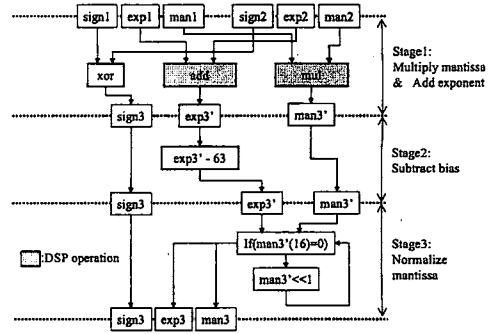 sign1 exp1 man1 sign2 exp2 man2
Stage1:
Multiply mantissa
& Add exponent
xor add mul
sign3 exp3' man3'
exp3' - 63
Stage2:
Subtract bias
sign3 exp3' man3'
If(man3'(16)=0)
:DSP operation
Stage3:
Normalize
mantissa
man3'<<1
sign3 exp3 man3